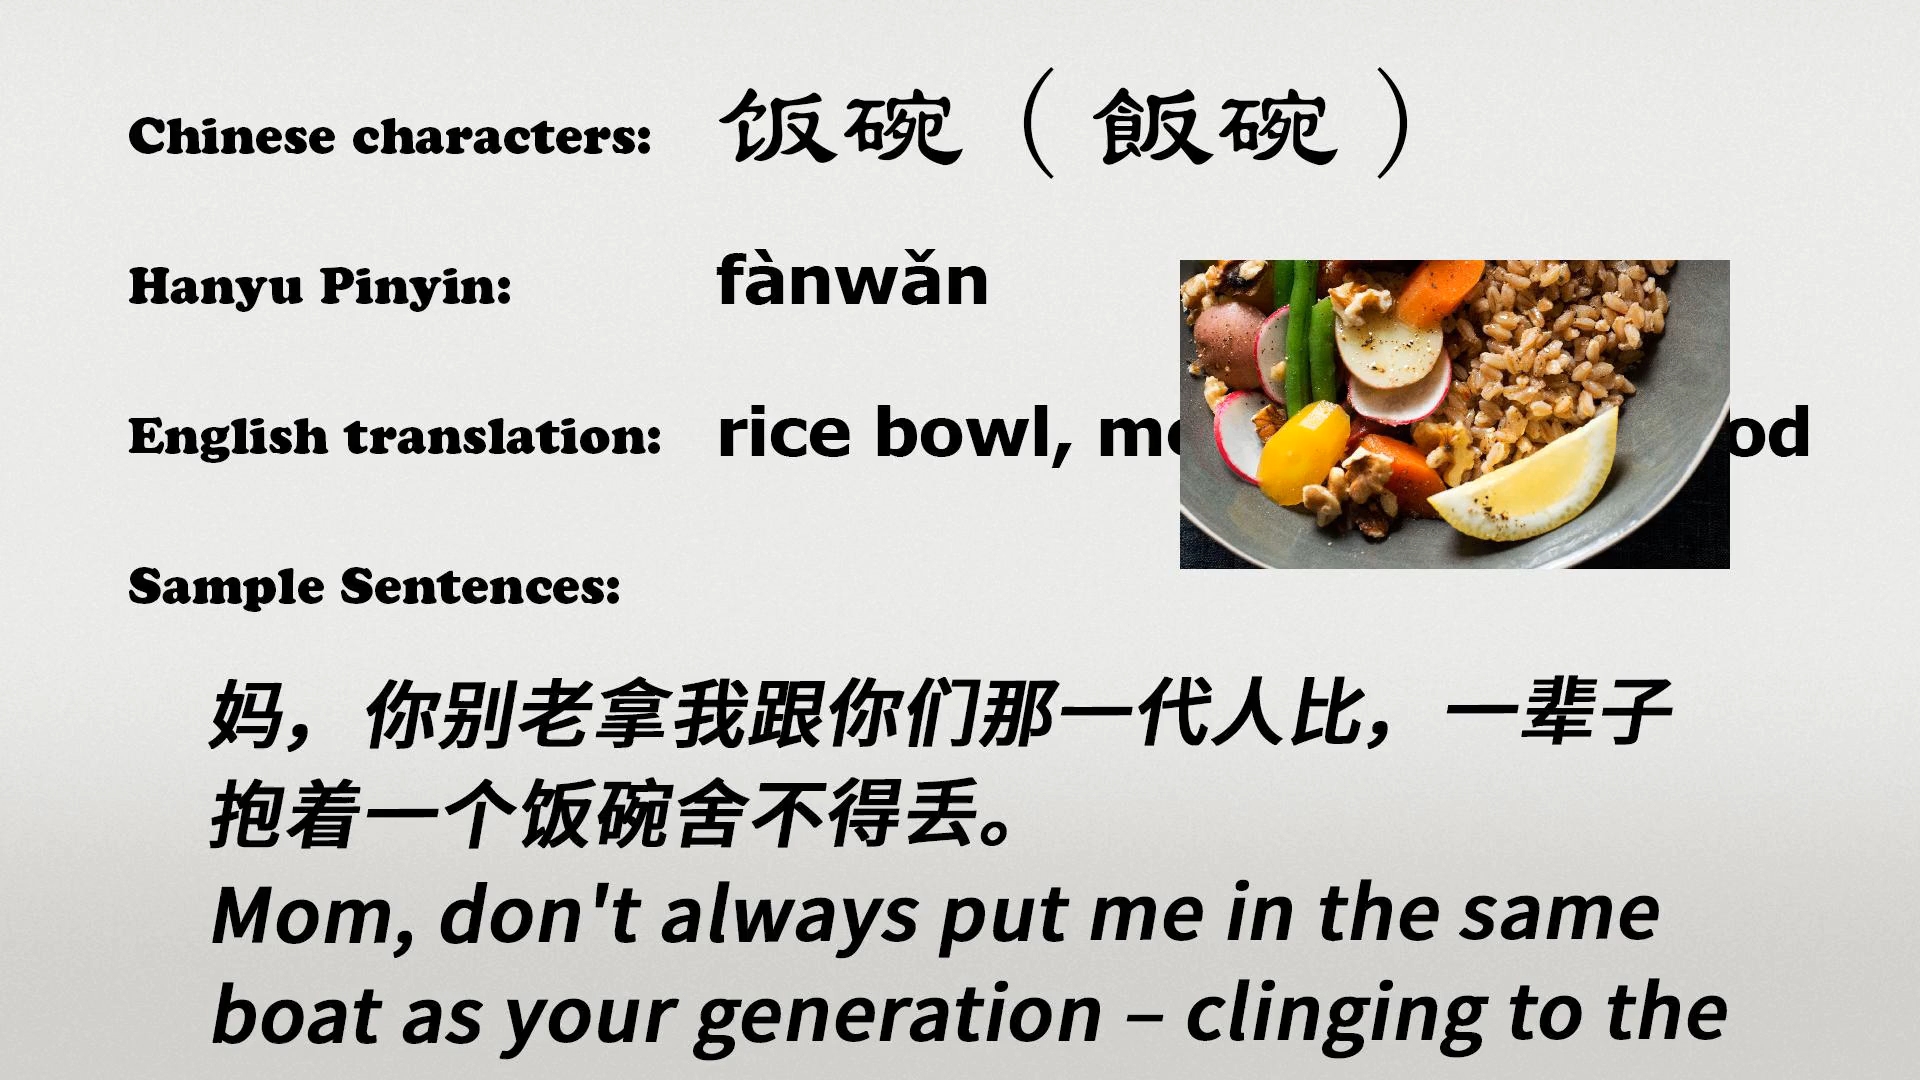 Chinese characters: 饭碗（飯碗）
Hanyu Pinyin: fànwǎn
English translation: rice bowl,
Sample Sentences:
妈，你别老拿我跟你们那一代人比，一辈子
抱着一个饭碗舍不得丢。
Mom, don't always put me in the same
boat as your generation – clinging to the